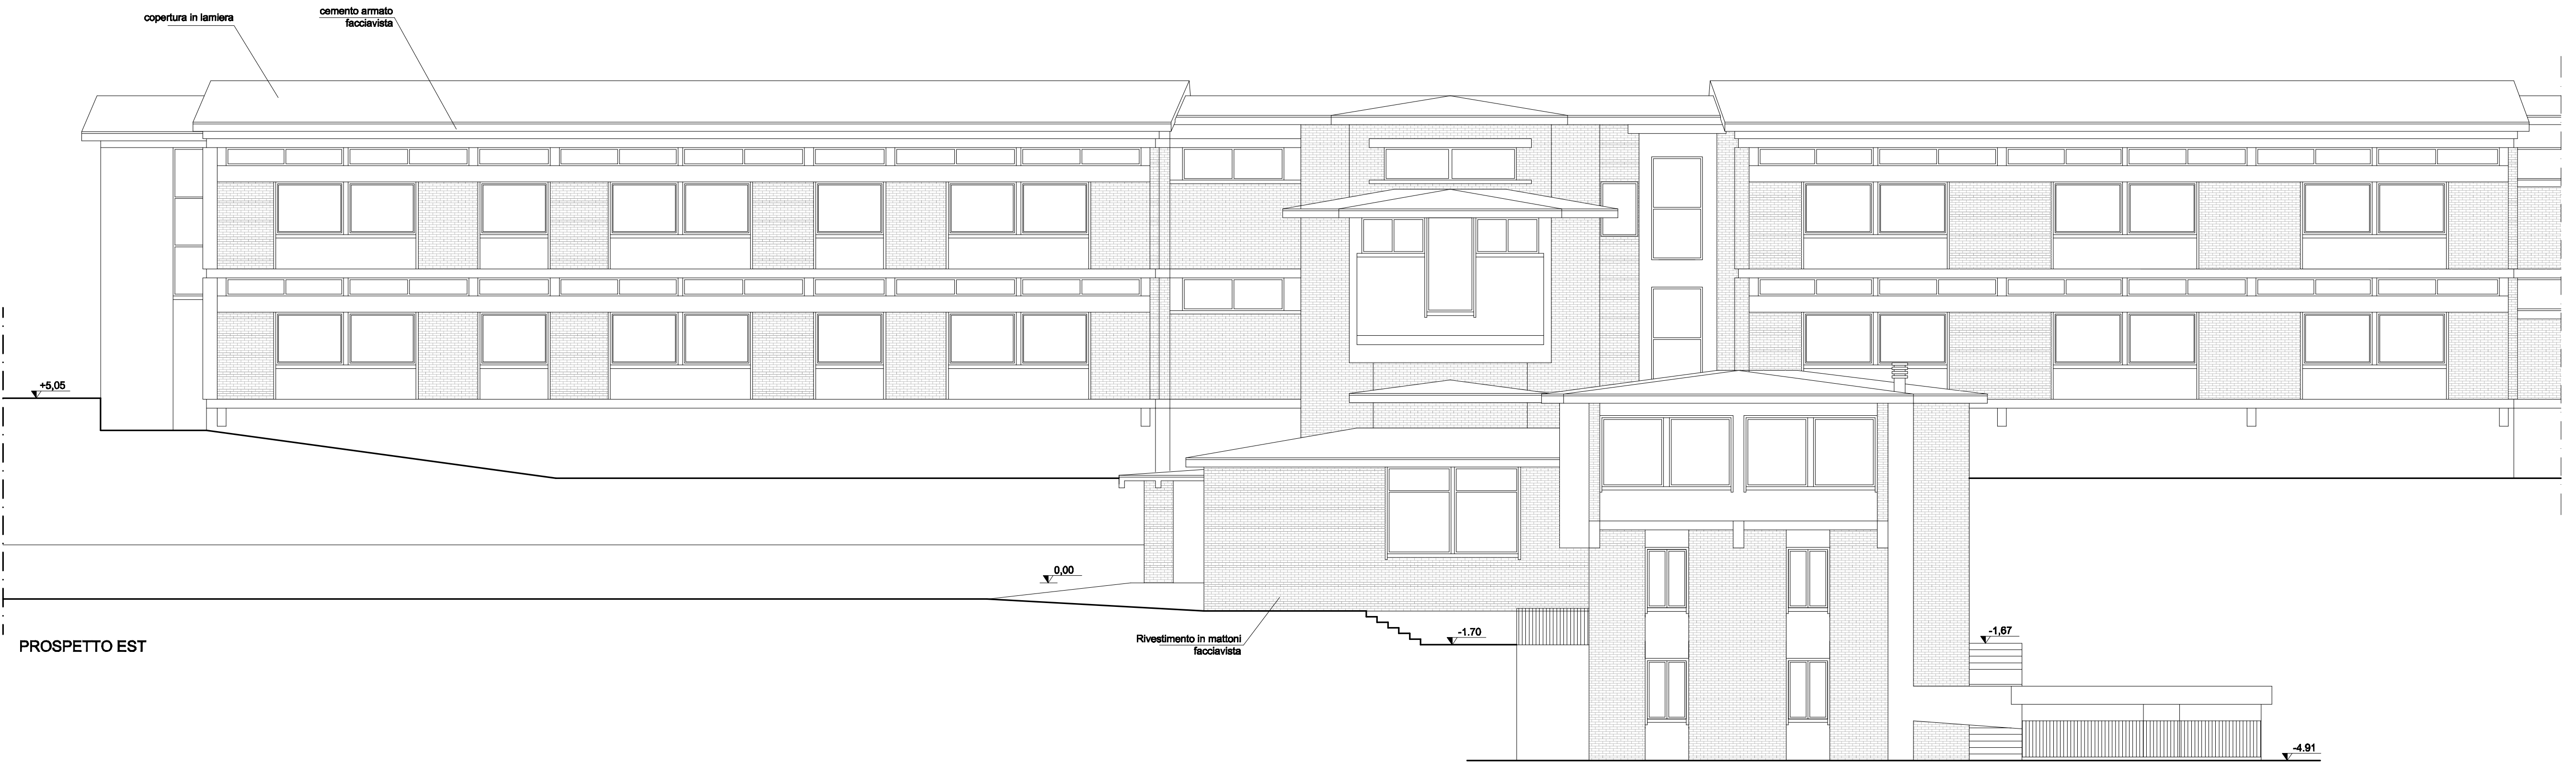 copertura in lamiera
cemento armato
facciavista
+5,05
0,00
PROSPETTO EST
Rivestimento in mattoni
facciavista
-1.70
-1,67
-4.91